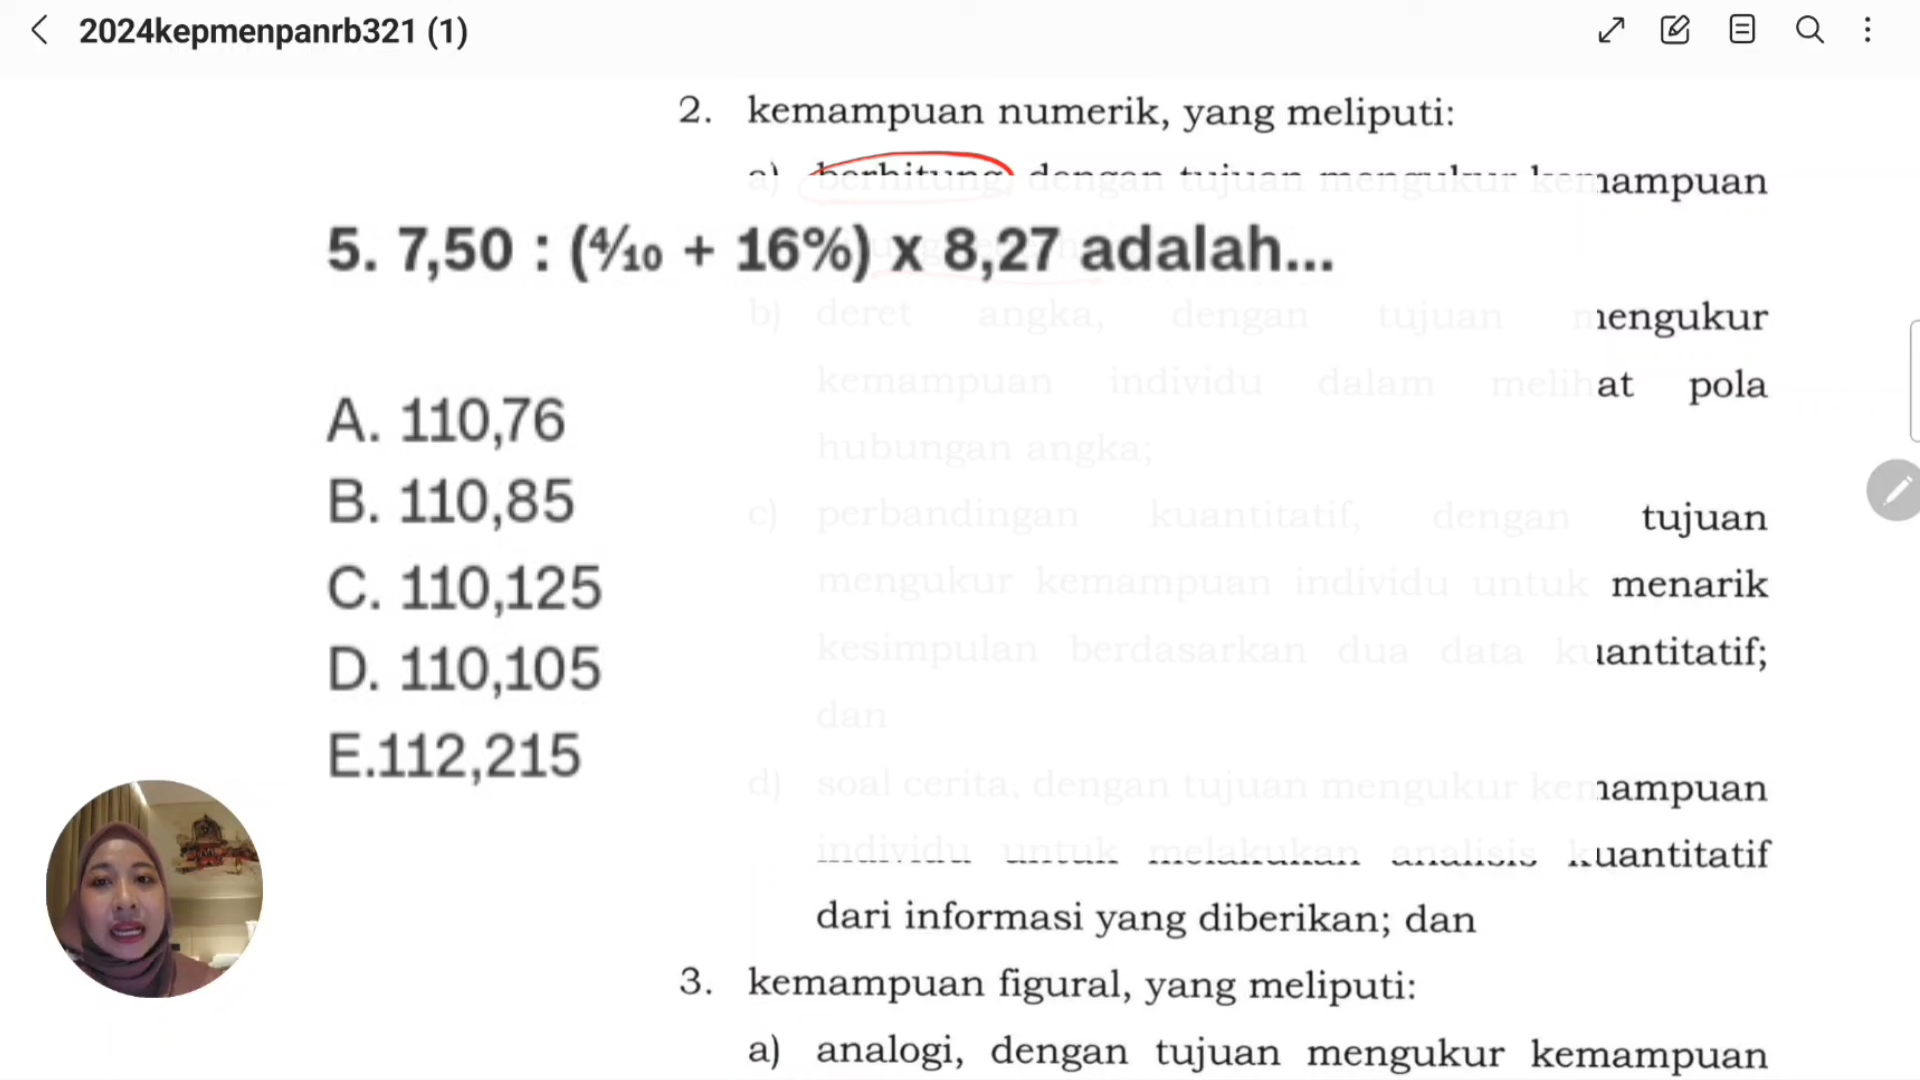 2024kepmenpanrb321 (1)
2. kemampuan numerik, yang meliputi:
a) berhitung, dengan tujuan mengukur kemampuan
5. 7,50 : (⁴⁄₁₀ + 16%) x 8,27 adalah...
b) deret angka, dengan tujuan mengukur
kemampuan individu dalam melihat pola
hubungan angka;
A. 110,76
B. 110,85
C. 110,125
D. 110,105
E.112,215
c) perbandingan kuantitatif, dengan tujuan
mengukur kemampuan individu untuk menarik
kesimpulan berdasarkan dua data kuantitatif;
dan
d) soal cerita, dengan tujuan mengukur kemampuan
individu untuk melakukan analisis kuantitatif
dari informasi yang diberikan; dan
3. kemampuan figural, yang meliputi:
a) analogi, dengan tujuan mengukur kemampuan